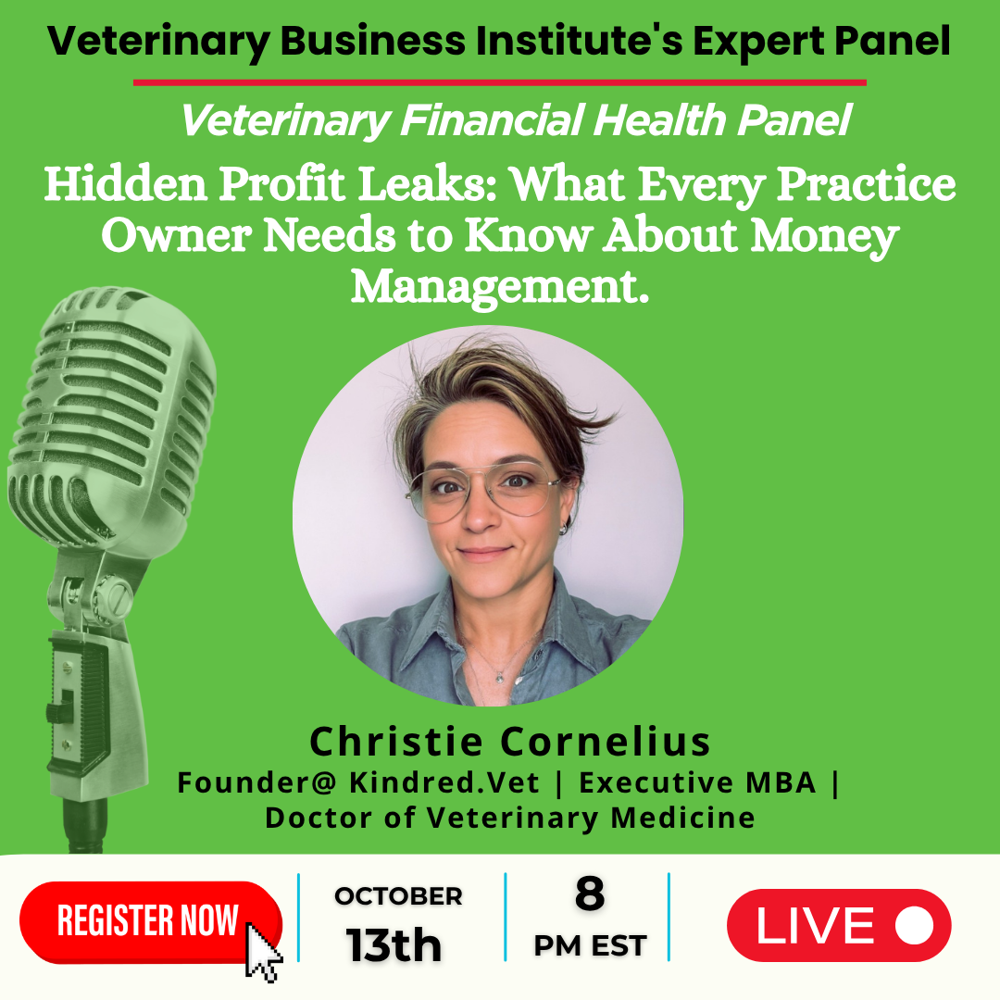 Veterinary Business Institute's Expert Panel
Veterinary Financial Health Panel
Hidden Profit Leaks: What Every Practice
Owner Needs to Know About Money
Management.
Christie Cornelius
Founder@ Kindred.Vet | Executive MBA |
Doctor of Veterinary Medicine
REGISTER NOW
OCTOBER
13th
8
PM EST
LIVE